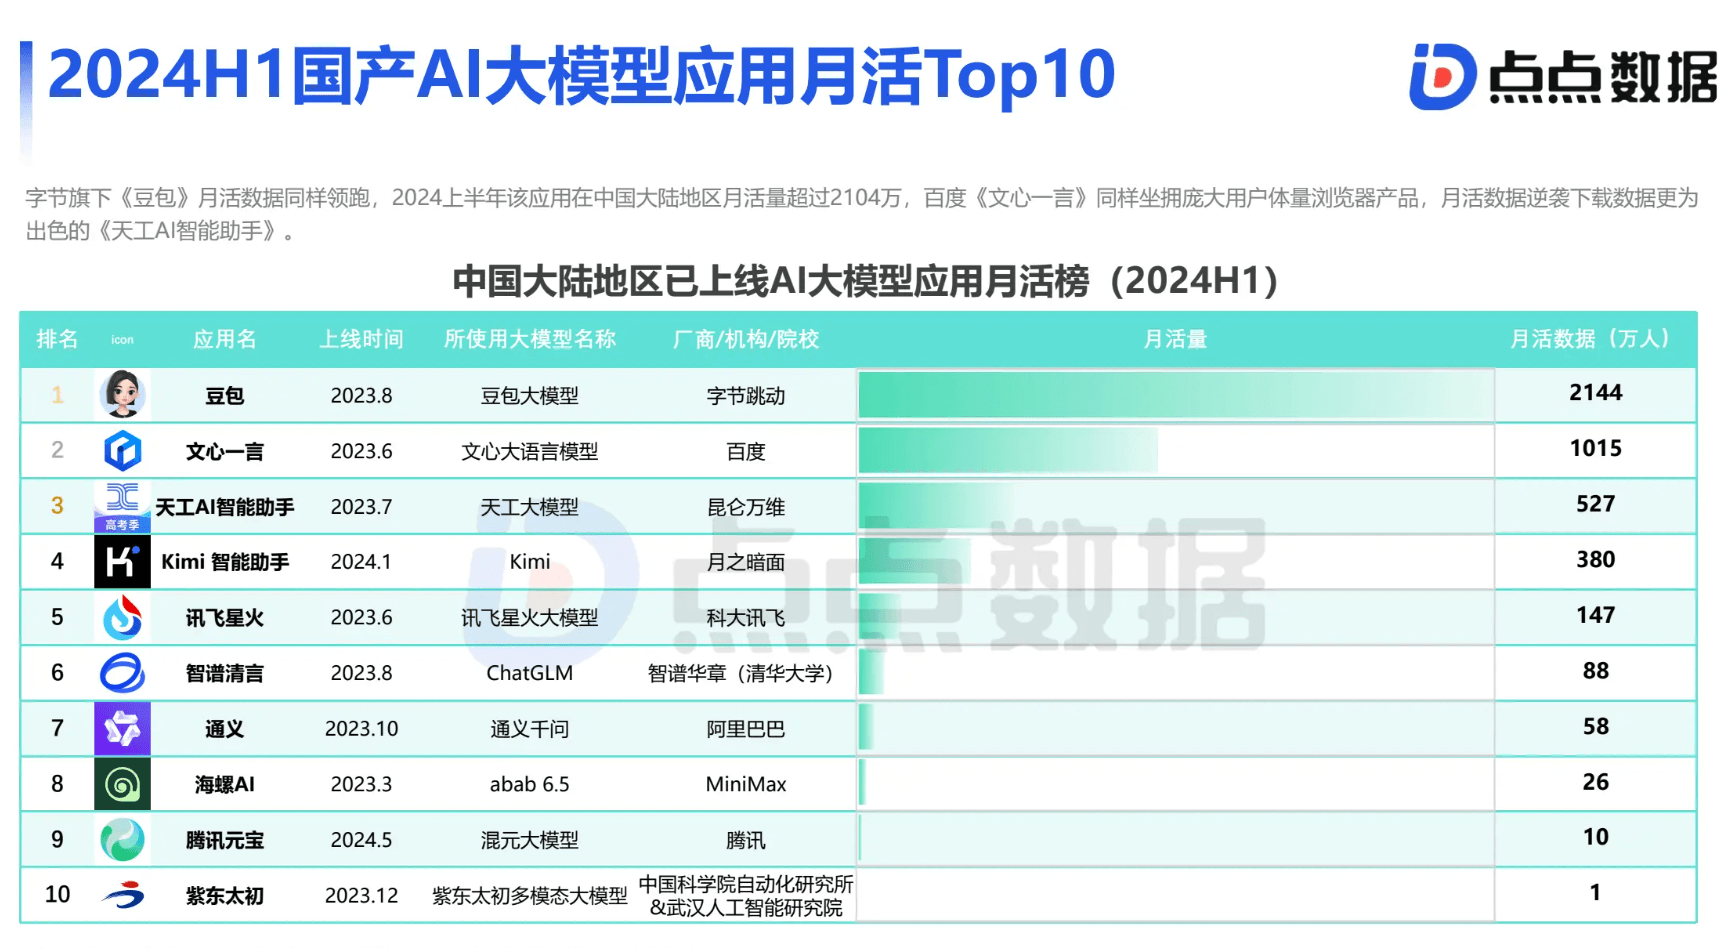 2024H1国产AI大模型应用月活Top10
点点数据
字节旗下《豆包》月活数据同样领跑，2024上半年该应用在中国大陆地区月活量超过2104万，百度《文心一言》同样坐拥庞大用户体量浏览器产品，月活数据逆袭下载数据更为
出色的《天工AI智能助手》。
中国大陆地区已上线AI大模型应用月活榜（2024H1）
排名 icon 应用名 上线时间 所使用大模型名称 厂商/机构/院校 月活量 月活数据（万人）
1 豆包 2023.8 豆包大模型 字节跳动 2144
2 文心一言 2023.6 文心大语言模型 百度 1015
3 高考季 天工AI智能助手 2023.7 天工大模型 昆仑万维 527
4 Kimi 智能助手 2024.1 Kimi 月之暗面 380
5 讯飞星火 2023.6 讯飞星火大模型 科大讯飞 147
6 智谱清言 2023.8 ChatGLM 智谱华章（清华大学） 88
7 通义 2023.10 通义千问 阿里巴巴 58
8 海螺AI 2023.3 abab 6.5 MiniMax 26
9 腾讯元宝 2024.5 混元大模型 腾讯 10
10 紫东太初 2023.12 紫东太初多模态大模型 中国科学院自动化研究所 1
&武汉人工智能研究院
点点数据